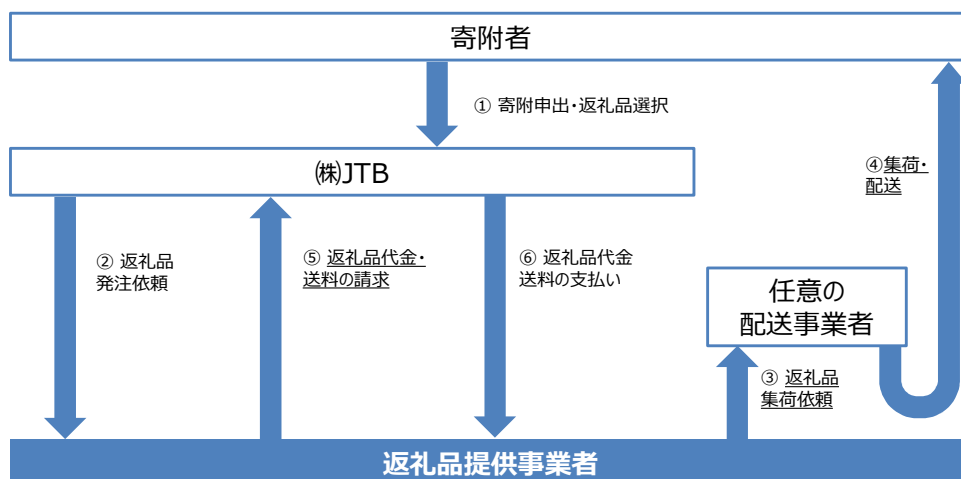 寄附者
① 寄附申出・返礼品選択
㈱JTB
④集荷・
配送
② 返礼品
発注依頼
⑤ 返礼品代金・
送料の請求
⑥ 返礼品代金
送料の支払い
任意の
配送事業者
③ 返礼品
集荷依頼
返礼品提供事業者